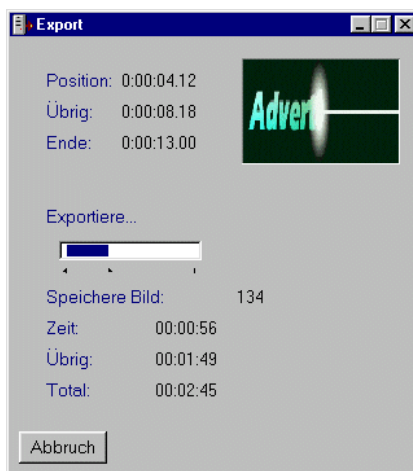 Export
Position: 0:00:04.12
Übrig: 0:00:08.18
Ende: 0:00:13.00
Advert
Exportiere...
Speichere Bild: 134
Zeit: 00:00:56
Übrig: 00:01:49
Total: 00:02:45
Abbruch